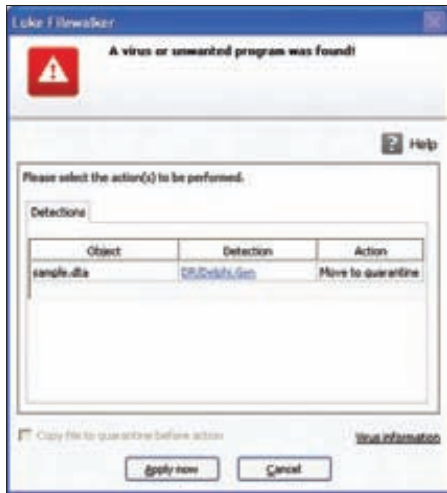 Luke Filewalker
A virus or unwanted program was found!
Help
Please select the action(s) to be performed.
Detections
Object Detection Action
sample.dta DR/Delphi.Gen Move to quarantine
Copy file to quarantine before action
Virus information
Apply now Cancel